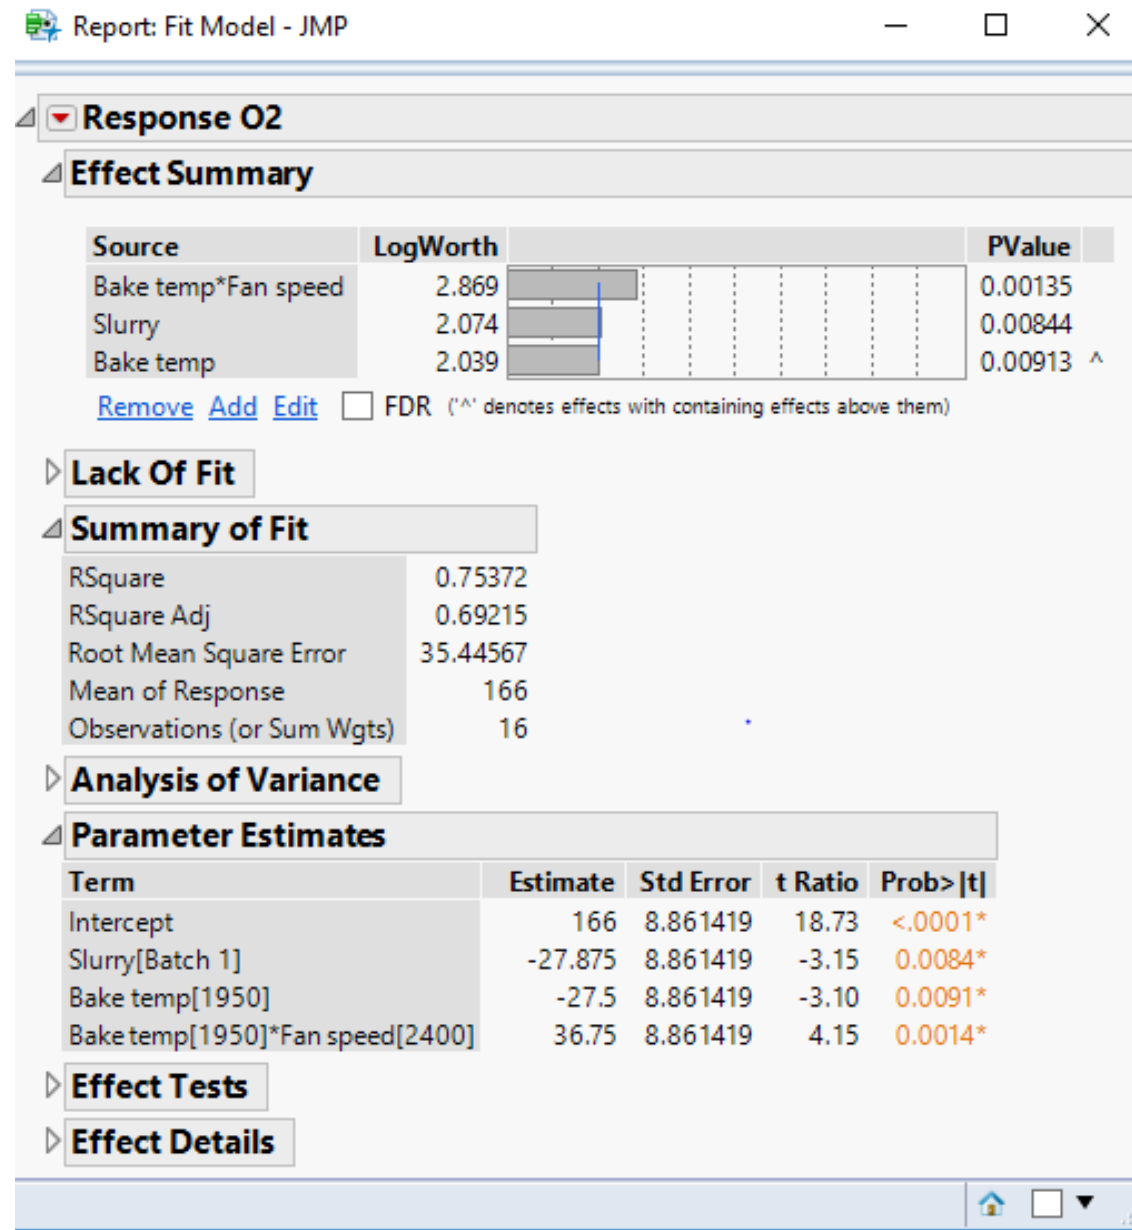 Report: Fit Model - JMP
Response O2
Effect Summary
Source LogWorth PValue
Bake temp*Fan speed 2.869 0.00135
Slurry 2.074 0.00844
Bake temp 2.039 0.00913 ^
Remove Add Edit FDR ('^' denotes effects with containing effects above them)
Lack Of Fit
Summary of Fit
RSquare 0.75372
RSquare Adj 0.69215
Root Mean Square Error 35.44567
Mean of Response 166
Observations (or Sum Wgts) 16
Analysis of Variance
Parameter Estimates
Term Estimate Std Error t Ratio Prob>|t|
Intercept 166 8.861419 18.73 <.0001*
Slurry[Batch 1] -27.875 8.861419 -3.15 0.0084*
Bake temp[1950] -27.5 8.861419 -3.10 0.0091*
Bake temp[1950]*Fan speed[2400] 36.75 8.861419 4.15 0.0014*
Effect Tests
Effect Details